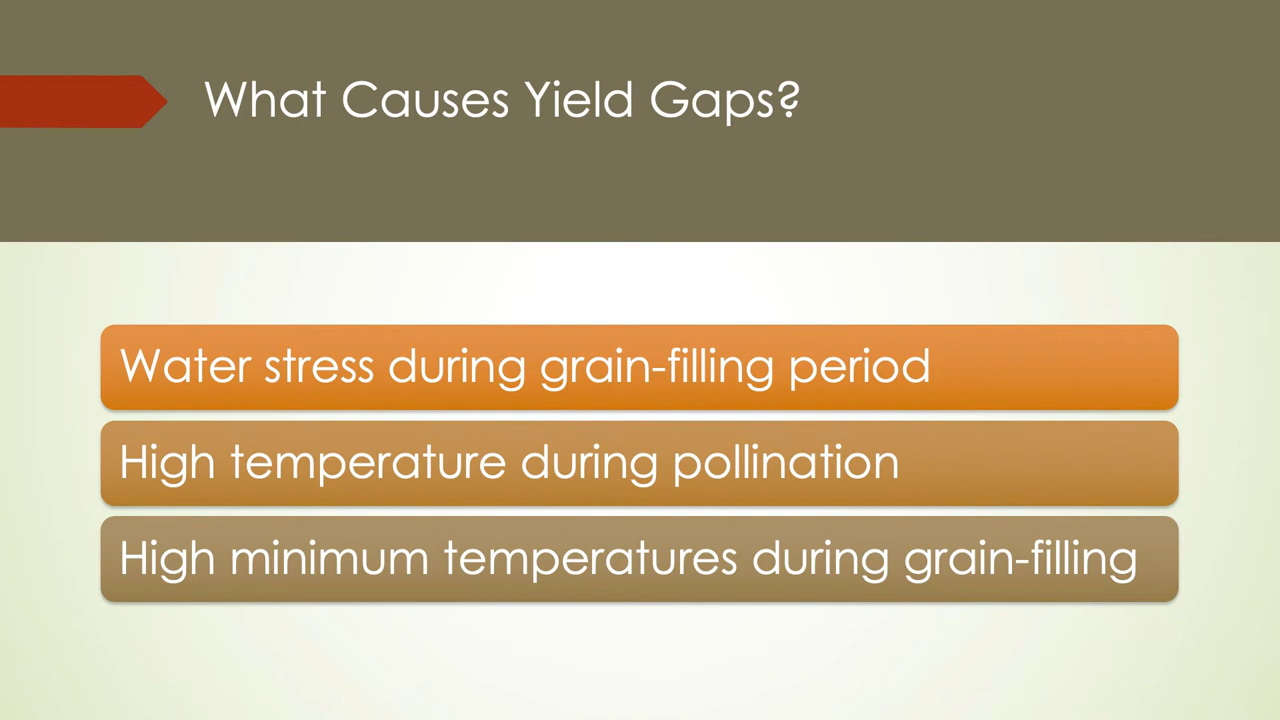 What Causes Yield Gaps?
Water stress during grain-filling period
High temperature during pollination
High minimum temperatures during grain-filling